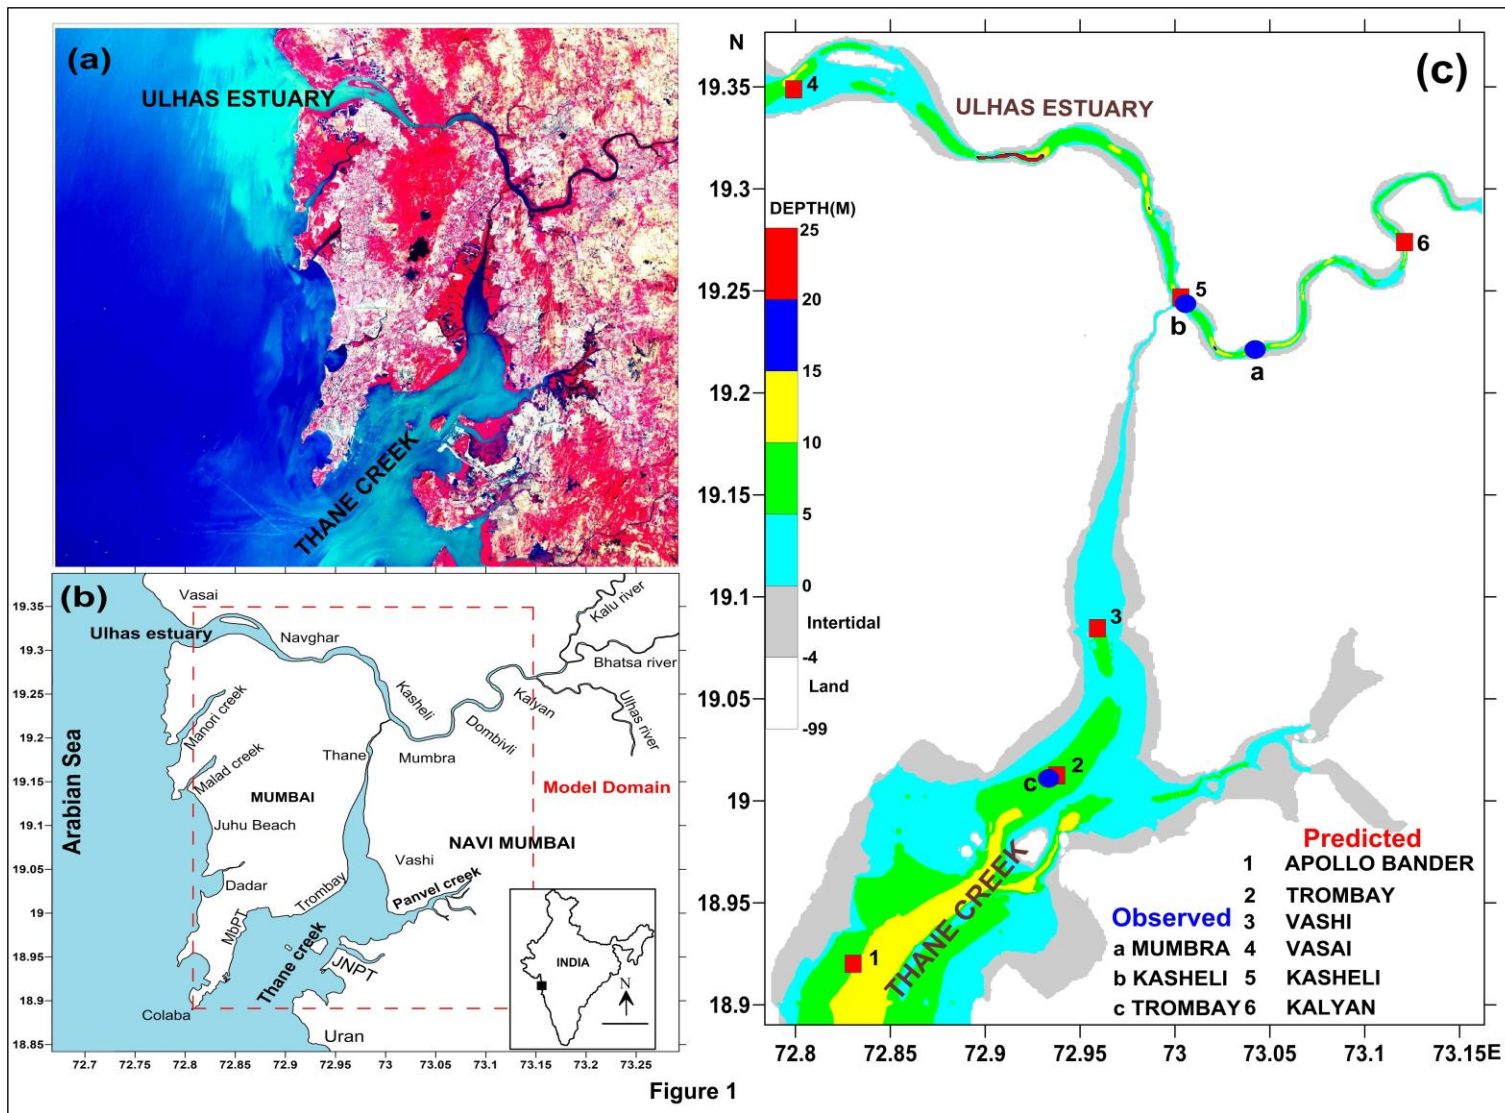 (a)
ULHAS ESTUARY
THANE CREEK
(b)
19.35
19.3
19.25
19.2
19.15
19.1
19.05
19
18.95
18.9
18.85
72.7
72.75
72.8
72.85
72.9
72.95
73
73.05
73.1
73.15
73.2
73.25
Vasai
Ulhas estuary
Navghar
Kalu river
Bhatsa river
Ulhas river
Kalyan
Kasheli
Dombivli
Mumbra
Thane
Manori creek
Malad creek
Arabian Sea
MUMBAI
Model Domain
Juhu Beach
NAVI MUMBAI
Vashi
Dadar
Trombay
Panvel creek
MbPT
Thane creek
JNPT
Colaba
Uran
INDIA
N
(c)
N
19.35
19.3
19.25
19.2
19.15
19.1
19.05
19
18.95
18.9
72.8
72.85
72.9
72.95
73
73.05
73.1
73.15E
DEPTH(M)
25
20
15
10
5
0
Intertidal
-4
Land
-99
ULHAS ESTUARY
4
5
b
a
6
3
2
c
1
THANE CREEK
Predicted
1 APOLLO BANDER
2 TROMBAY
Observed 3 VASHI
a MUMBRA 4 VASAI
b KASHELI 5 KASHELI
c TROMBAY 6 KALYAN
Figure 1